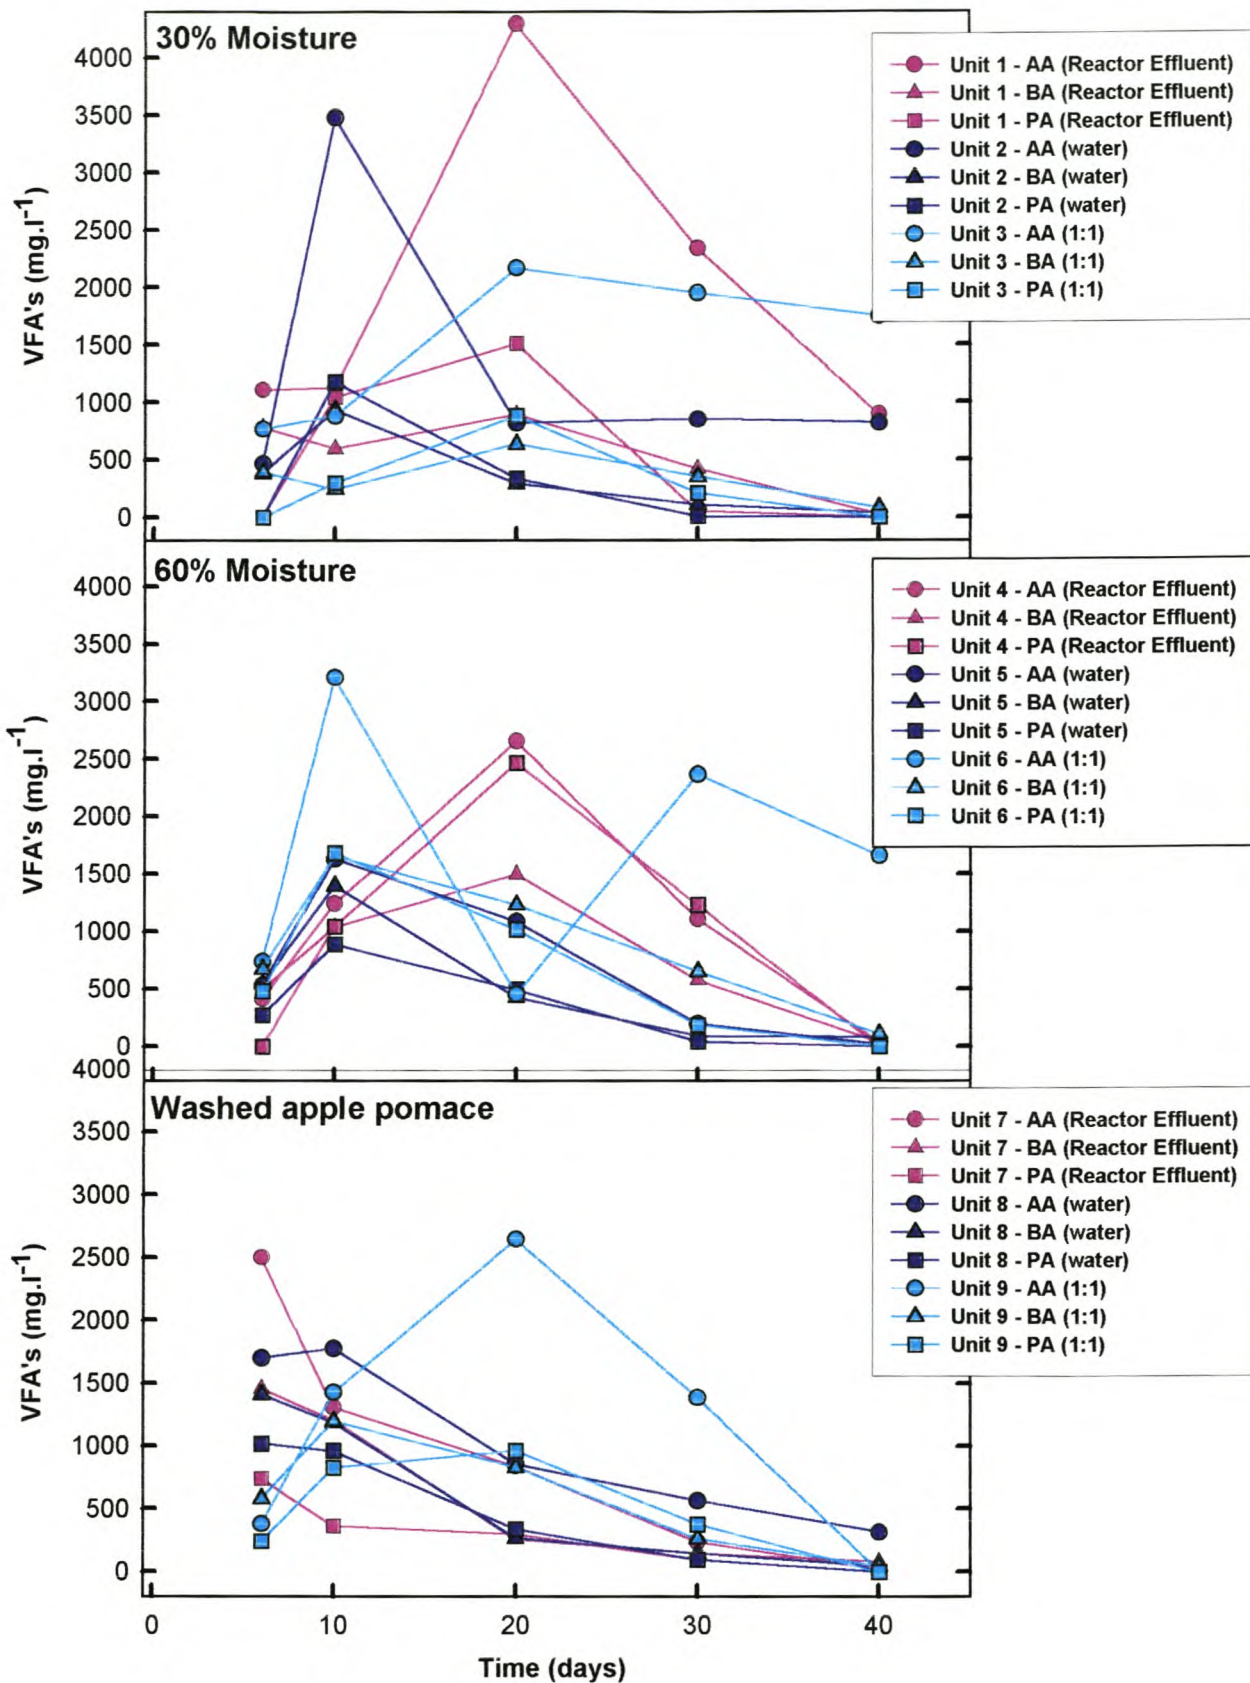 30% Moisture
4000
3500
3000
2500
2000
1500
1000
500
0
VFA's (mg.l-1)
Unit 1 - AA (Reactor Effluent)
Unit 1 - BA (Reactor Effluent)
Unit 1 - PA (Reactor Effluent)
Unit 2 - AA (water)
Unit 2 - BA (water)
Unit 2 - PA (water)
Unit 3 - AA (1:1)
Unit 3 - BA (1:1)
Unit 3 - PA (1:1)
60% Moisture
4000
3500
3000
2500
2000
1500
1000
500
0
VFA's (mg.l-1)
Unit 4 - AA (Reactor Effluent)
Unit 4 - BA (Reactor Effluent)
Unit 4 - PA (Reactor Effluent)
Unit 5 - AA (water)
Unit 5 - BA (water)
Unit 5 - PA (water)
Unit 6 - AA (1:1)
Unit 6 - BA (1:1)
Unit 6 - PA (1:1)
Washed apple pomace
4000
3500
3000
2500
2000
1500
1000
500
0
VFA's (mg.l-1)
Unit 7 - AA (Reactor Effluent)
Unit 7 - BA (Reactor Effluent)
Unit 7 - PA (Reactor Effluent)
Unit 8 - AA (water)
Unit 8 - BA (water)
Unit 8 - PA (water)
Unit 9 - AA (1:1)
Unit 9 - BA (1:1)
Unit 9 - PA (1:1)
0 10 20 30 40
Time (days)